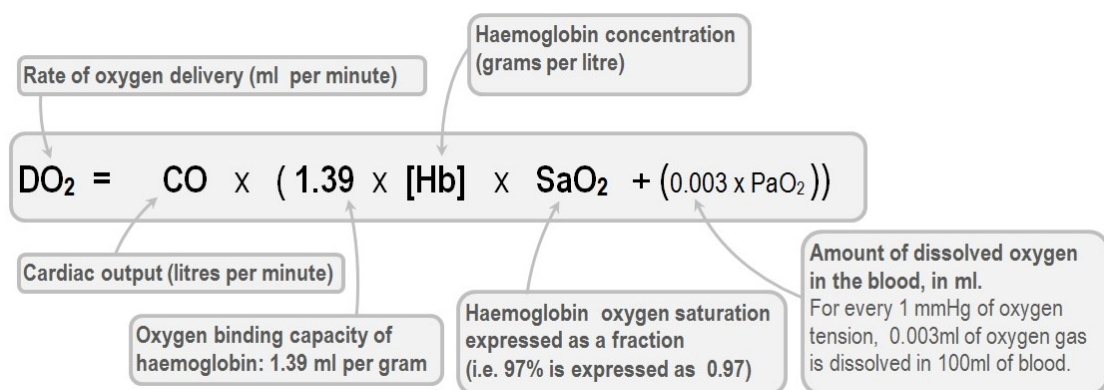 Haemoglobin concentration
(grams per litre)
Rate of oxygen delivery (ml per minute)
DO₂ = CO x ( 1.39 x [Hb] x SaO₂ + (0.003 x PaO₂ ))
Cardiac output (litres per minute)
Oxygen binding capacity of
haemoglobin: 1.39 ml per gram
Haemoglobin oxygen saturation
expressed as a fraction
(i.e. 97% is expressed as 0.97)
Amount of dissolved oxygen
in the blood, in ml.
For every 1 mmHg of oxygen
tension, 0.003ml of oxygen gas
is dissolved in 100ml of blood.